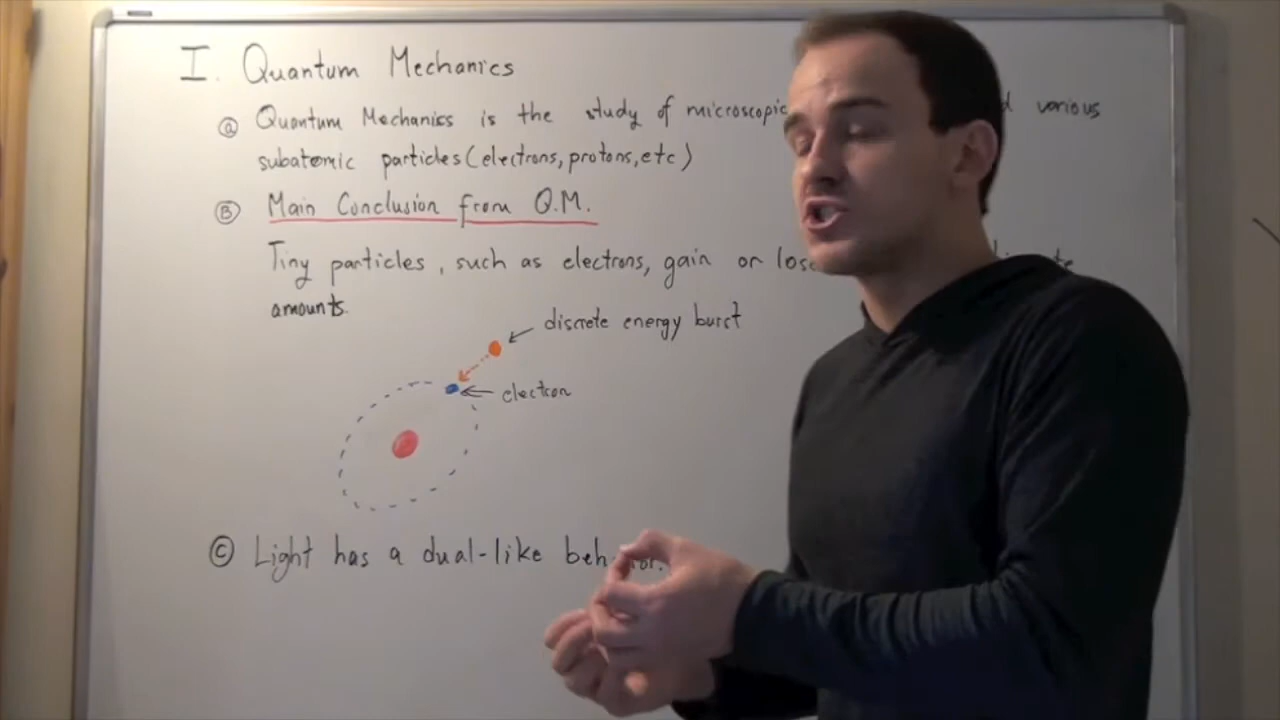 I. Quantum Mechanics
a Quantum Mechanics is the study of microscopic various
subatomic particles (electrons, protons, etc)
B Main Conclusion from Q.M.
Tiny particles, such as electrons, gain or lose
amounts.
discrete energy burst
electron
C Light has a dual-like behavior.